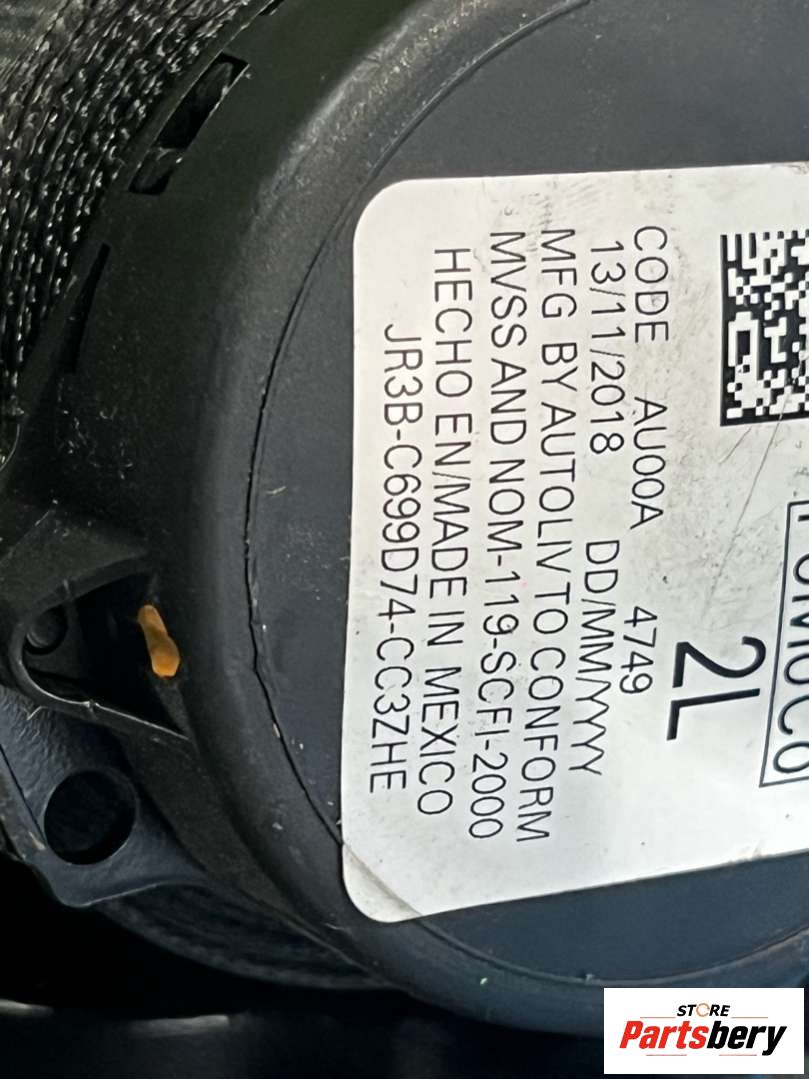 CODE AU00A 4749
13/11/2018 DD/MM/YYYY
MFG BY AUTOLIV TO CONFORM
MVSS AND NOM-119-SCFI-2000
HECHO EN/MADE IN MEXICO
JR3B-C699D74-CC3ZHE
2L
STORE
Partsbery